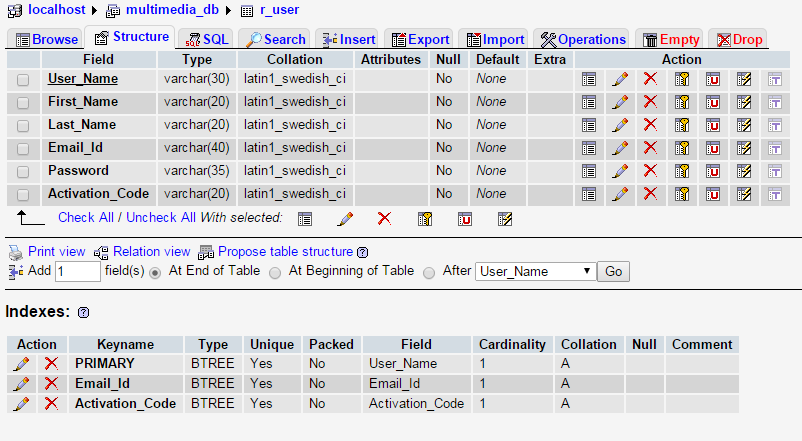 localhost multimedia_db r_user
Browse Structure SQL Search Insert Export Import Operations Empty Drop
Field Type Collation Attributes Null Default Extra Action
User_Name varchar(30) latin1_swedish_ci No None
First_Name varchar(20) latin1_swedish_ci No None
Last_Name varchar(20) latin1_swedish_ci No None
Email_Id varchar(40) latin1_swedish_ci No None
Password varchar(35) latin1_swedish_ci No None
Activation_Code varchar(20) latin1_swedish_ci No None
Check All / Uncheck All With selected:
Print view Relation view Propose table structure
Add 1 field(s) At End of Table At Beginning of Table After User_Name Go
Indexes:
Action Keyname Type Unique Packed Field Cardinality Collation Null Comment
PRIMARY BTREE Yes No User_Name 1 A
Email_Id BTREE Yes No Email_Id 1 A
Activation_Code BTREE Yes No Activation_Code 1 A